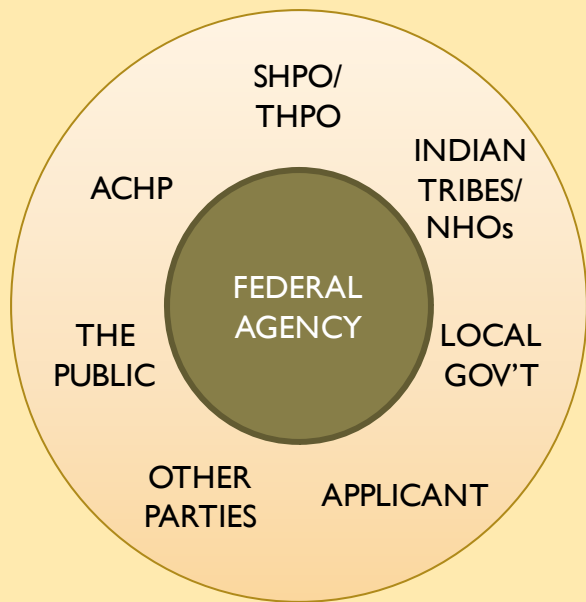 SHPO/
THPO
INDIAN
TRIBES/
NHOs
ACHP
FEDERAL
AGENCY
THE
PUBLIC
LOCAL
GOV'T
OTHER
PARTIES
APPLICANT